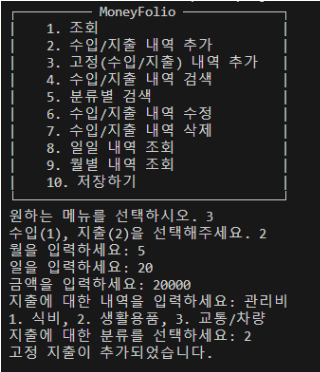 MoneyFolio
1. 조회
2. 수입/지출 내역 추가
3. 고정(수입/지출) 내역 추가
4. 수입/지출 내역 검색
5. 분류별 검색
6. 수입/지출 내역 수정
7. 수입/지출 내역 삭제
8. 일일 내역 조회
9. 월별 내역 조회
10. 저장하기
원하는 메뉴를 선택하시오. 3
수입(1), 지출(2)을 선택해주세요. 2
월을 입력하세요: 5
일을 입력하세요: 20
금액을 입력하세요: 20000
지출에 대한 내역을 입력하세요: 관리비
1. 식비, 2. 생활용품, 3. 교통/차량
지출에 대한 분류를 선택하세요: 2
고정 지출이 추가되었습니다.